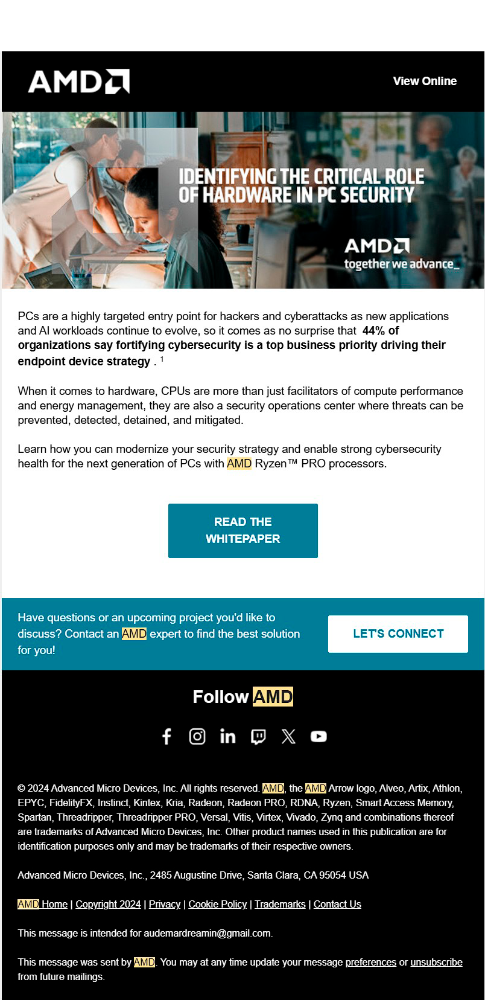 AMD
View Online
IDENTIFYING THE CRITICAL ROLE
OF HARDWARE IN PC SECURITY
AMD
together we advance_
PCs are a highly targeted entry point for hackers and cyberattacks as new applications
and AI workloads continue to evolve, so it comes as no surprise that 44% of
organizations say fortifying cybersecurity is a top business priority driving their
endpoint device strategy . 1
When it comes to hardware, CPUs are more than just facilitators of compute performance
and energy management, they are also a security operations center where threats can be
prevented, detected, detained, and mitigated.
Learn how you can modernize your security strategy and enable strong cybersecurity
health for the next generation of PCs with AMD Ryzen™ PRO processors.
READ THE
WHITEPAPER
Have questions or an upcoming project you'd like to
discuss? Contact an AMD expert to find the best solution
for you!
LET'S CONNECT
Follow AMD
© 2024 Advanced Micro Devices, Inc. All rights reserved. AMD, the AMD Arrow logo, Alveo, Artix, Athlon,
EPYC, FidelityFX, Instinct, Kintex, Kria, Radeon, Radeon PRO, RDNA, Ryzen, Smart Access Memory,
Spartan, Threadripper, Threadripper PRO, Versal, Vitis, Virtex, Vivado, Zynq and combinations thereof
are trademarks of Advanced Micro Devices, Inc. Other product names used in this publication are for
identification purposes only and may be trademarks of their respective owners.
Advanced Micro Devices, Inc., 2485 Augustine Drive, Santa Clara, CA 95054 USA
AMD Home | Copyright 2024 | Privacy | Cookie Policy | Trademarks | Contact Us
This message is intended for audemardreamin@gmail.com.
This message was sent by AMD. You may at any time update your message preferences or unsubscribe
from future mailings.